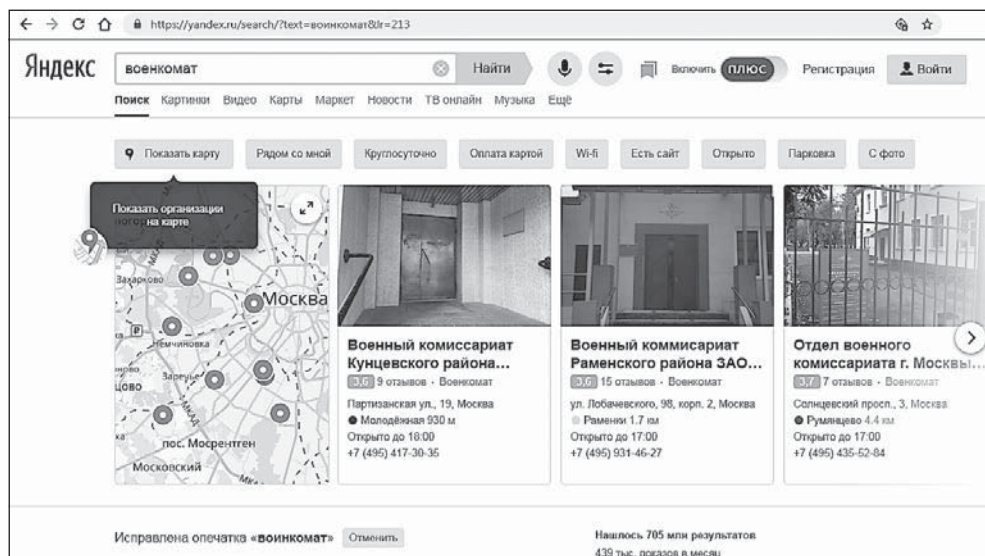 https://yandex.ru/search/?text=воинкомат&lr=213
Яндекс
военкомат
Найти
Включить плюс
Регистрация
Войти
Поиск Картинки Видео Карты Маркет Новости ТВ онлайн Музыка Ещё
Показать карту
Рядом со мной
Круглосуточно
Оплата картой
Wi-fi
Есть сайт
Открыто
Парковка
С фото
Показать организации
на карте
Захарково
Москва
Немчиновка
Заречье
МКАД
пос. Мосрентген
Московский
Военный комиссариат
Кунцевского района...
3,6 9 отзывов · Военкомат
Партизанская ул., 19, Москва
Молодёжная 930 м
Открыто до 18:00
+7 (495) 417-30-35
Военный коммисариат
Раменского района ЗАО...
3,6 15 отзывов · Военкомат
ул. Лобачевского, 98, корп. 2, Москва
Раменки 1.7 км
Открыто до 17:00
+7 (495) 931-46-27
Отдел военного
комиссариата г. Москвы...
3,7 7 отзывов · Военкомат
Солнцевский просп., 3, Москва
Румянцево 4.4 км
Открыто до 17:00
+7 (495) 435-52-84
Исправлена опечатка «воинкомат» Отменить
Нашлось 705 млн результатов
439 тыс. показов в месяц